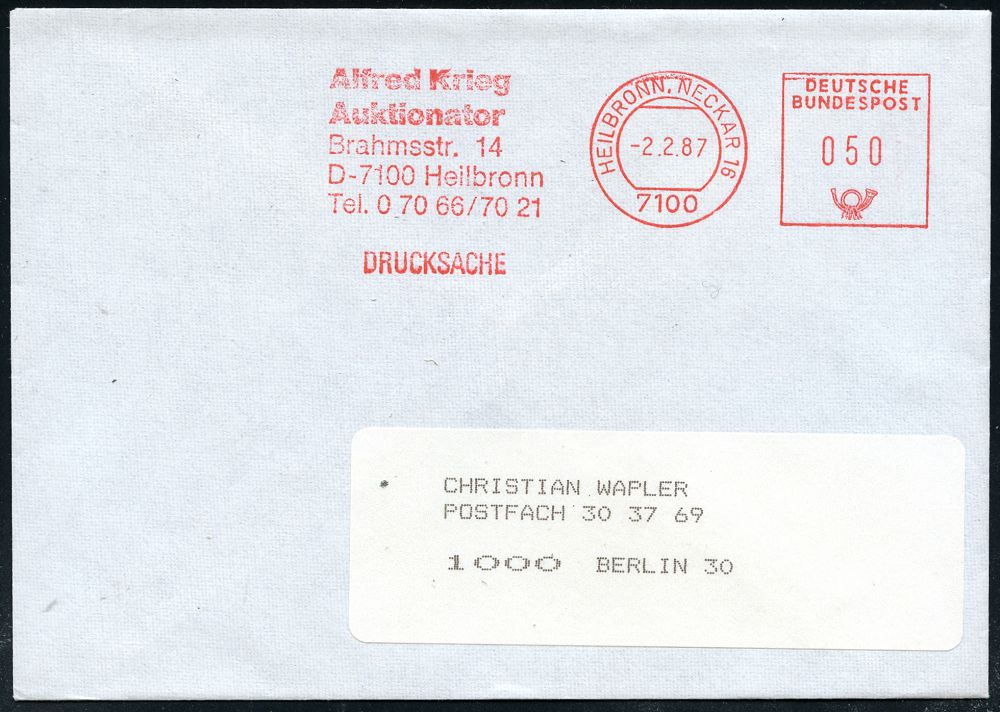 Alfred Krieg
Auktionator
Brahmsstr. 14
D-7100 Heilbronn
Tel. 0 70 66/70 21
DRUCKSACHE
HEILBRONN, NECKAR 16
-2.2.87
7100
DEUTSCHE
BUNDESPOST
050
CHRISTIAN WAPLER
POSTFACH 30 37 69
1000 BERLIN 30